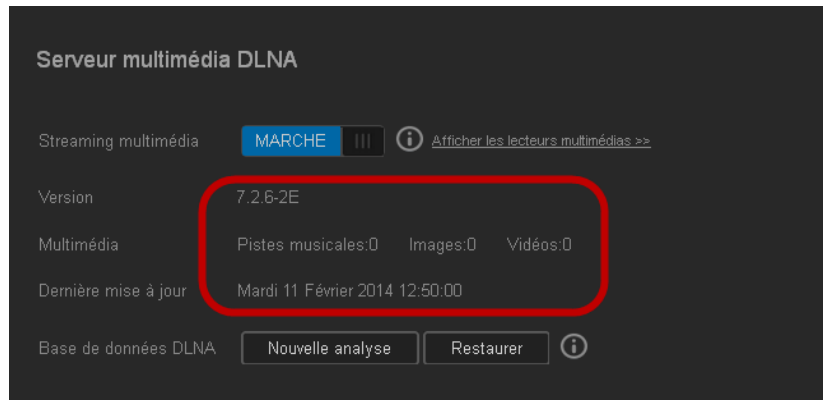 Serveur multimédia DLNA
Streaming multimédia MARCHE Afficher les lecteurs multimédias >>
Version 7.2.6-2E
Multimédia Pistes musicales:0 Images:0 Vidéos:0
Dernière mise à jour Mardi 11 Février 2014 12:50:00
Base de données DLNA Nouvelle analyse Restaurer